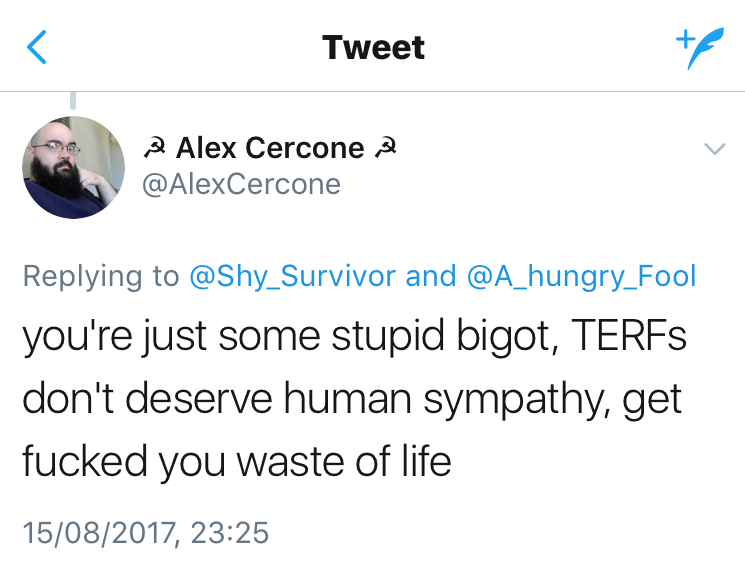 Tweet
☭ Alex Cercone ☭
@AlexCercone
Replying to @Shy_Survivor and @A_hungry_Fool
you're just some stupid bigot, TERFs
don't deserve human sympathy, get
fucked you waste of life
15/08/2017, 23:25